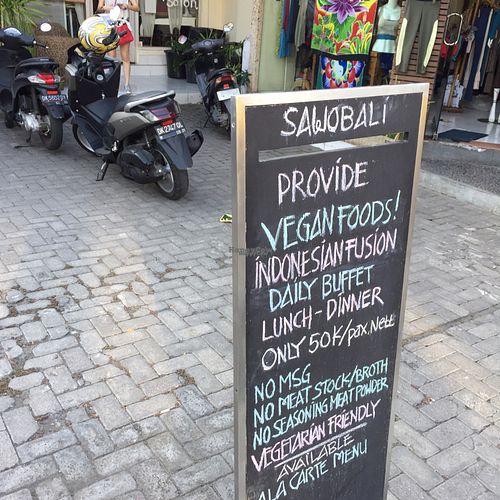 Salon
SAWOBALI
PROVIDE
VEGAN FOODS!
INDONESIAN FUSION
DAILY BUFFET
LUNCH - DINNER
ONLY 50K/pax.Nett
NO MSG
NO MEAT STOCK/BROTH
NO SEASONING MEAT POWDER
VEGETARIAN FRIENDLY
AVAILABLE
ALA CARTE MENU